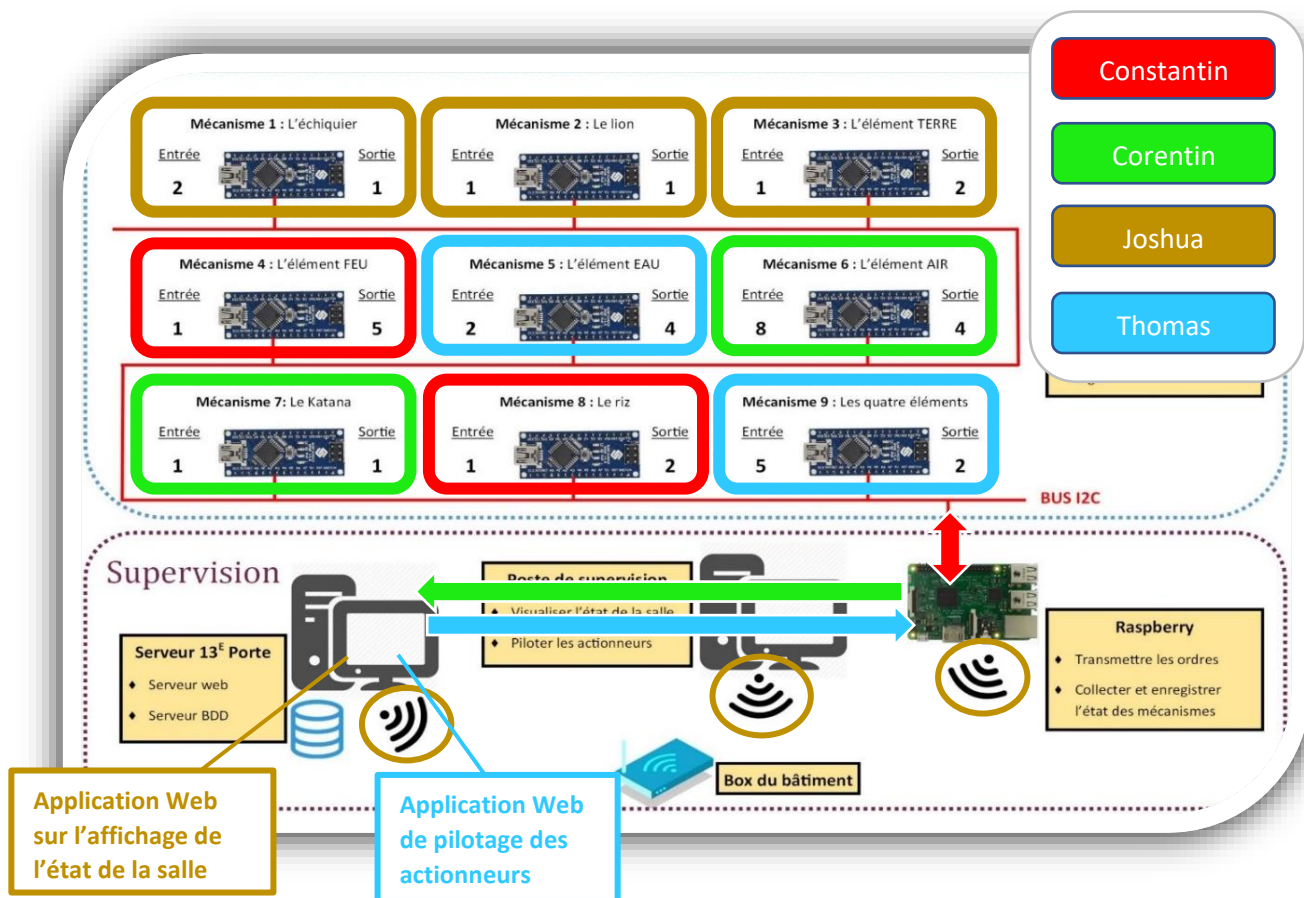 Constantin
Corentin
Joshua
Thomas
Mécanisme 1 : L'échiquier
Entrée
Sortie
2
1
Mécanisme 2 : Le lion
Entrée
Sortie
1
1
Mécanisme 3 : L'élément TERRE
Entrée
Sortie
1
2
Mécanisme 4 : L'élément FEU
Entrée
Sortie
1
5
Mécanisme 5 : L'élément EAU
Entrée
Sortie
2
4
Mécanisme 6 : L'élément AIR
Entrée
Sortie
8
4
Mécanisme 7: Le Katana
Entrée
Sortie
1
1
Mécanisme 8 : Le riz
Entrée
Sortie
1
2
Mécanisme 9 : Les quatre éléments
Entrée
Sortie
5
2
BUS I2C
Supervision
Poste de supervision
♦ Visualiser l'état de la salle
♦ Piloter les actionneurs
Serveur 13E Porte
♦ Serveur web
♦ Serveur BDD
Raspberry
♦ Transmettre les ordres
♦ Collecter et enregistrer
l'état des mécanismes
Box du bâtiment
Application Web
sur l'affichage de
l'état de la salle
Application Web
de pilotage des
actionneurs